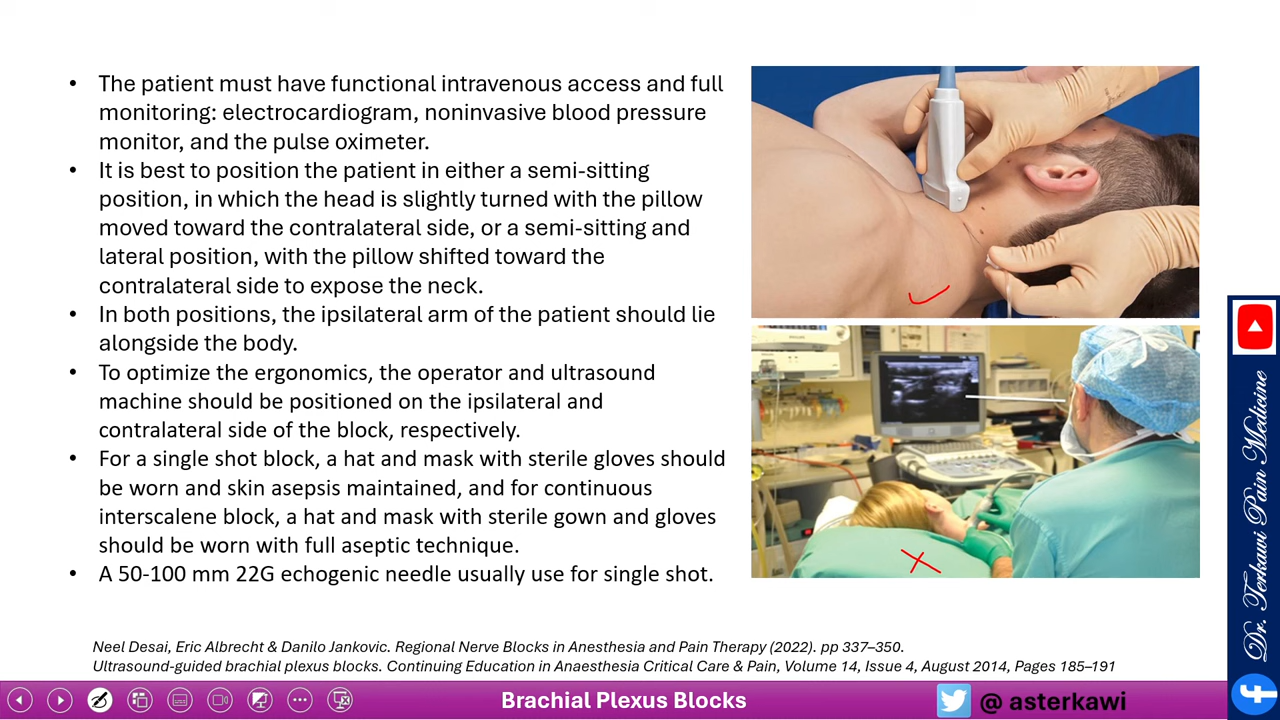 • The patient must have functional intravenous access and full
monitoring: electrocardiogram, noninvasive blood pressure
monitor, and the pulse oximeter.
• It is best to position the patient in either a semi-sitting
position, in which the head is slightly turned with the pillow
moved toward the contralateral side, or a semi-sitting and
lateral position, with the pillow shifted toward the
contralateral side to expose the neck.
• In both positions, the ipsilateral arm of the patient should lie
alongside the body.
• To optimize the ergonomics, the operator and ultrasound
machine should be positioned on the ipsilateral and
contralateral side of the block, respectively.
• For a single shot block, a hat and mask with sterile gloves should
be worn and skin asepsis maintained, and for continuous
interscalene block, a hat and mask with sterile gown and gloves
should be worn with full aseptic technique.
• A 50-100 mm 22G echogenic needle usually use for single shot.
Neel Desai, Eric Albrecht & Danilo Jankovic. Regional Nerve Blocks in Anesthesia and Pain Therapy (2022). pp 337–350.
Ultrasound-guided brachial plexus blocks. Continuing Education in Anaesthesia Critical Care & Pain, Volume 14, Issue 4, August 2014, Pages 185–191
Brachial Plexus Blocks
@ asterkawi
Dr. Terkawi Pain Medicine